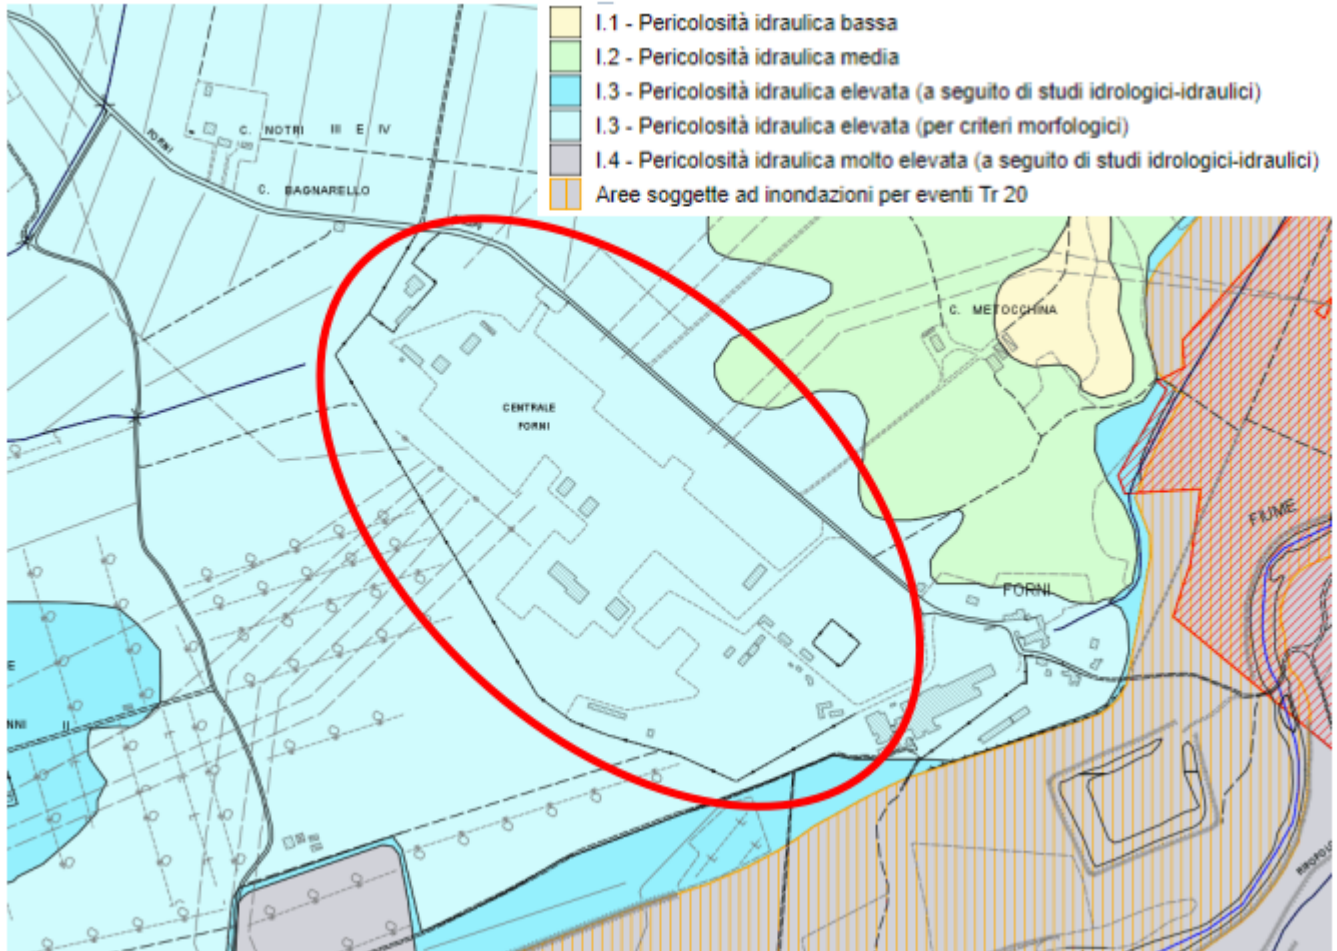 I.1 - Pericolosità idraulica bassa
I.2 - Pericolosità idraulica media
I.3 - Pericolosità idraulica elevata (a seguito di studi idrologici-idraulici)
I.3 - Pericolosità idraulica elevata (per criteri morfologici)
I.4 - Pericolosità idraulica molto elevata (a seguito di studi idrologici-idraulici)
Aree soggette ad inondazioni per eventi Tr 20
C. NOTRI III E IV
FORNI
C. BAGNARELLO
C. METOCCHINA
CENTRALE
FORNI
FIUME
FORNI
E
NNI II